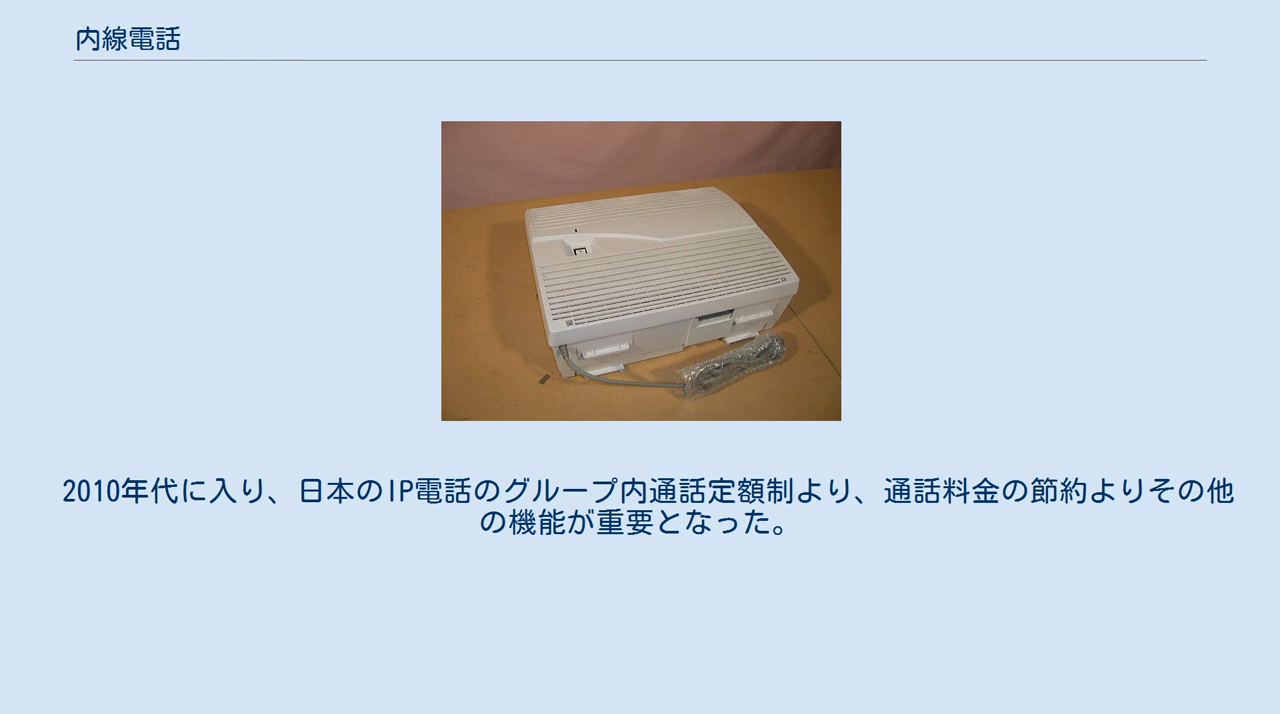 内線電話
2010年代に入り、日本のIP電話のグループ内通話定額制より、通話料金の節約よりその他
の機能が重要となった。